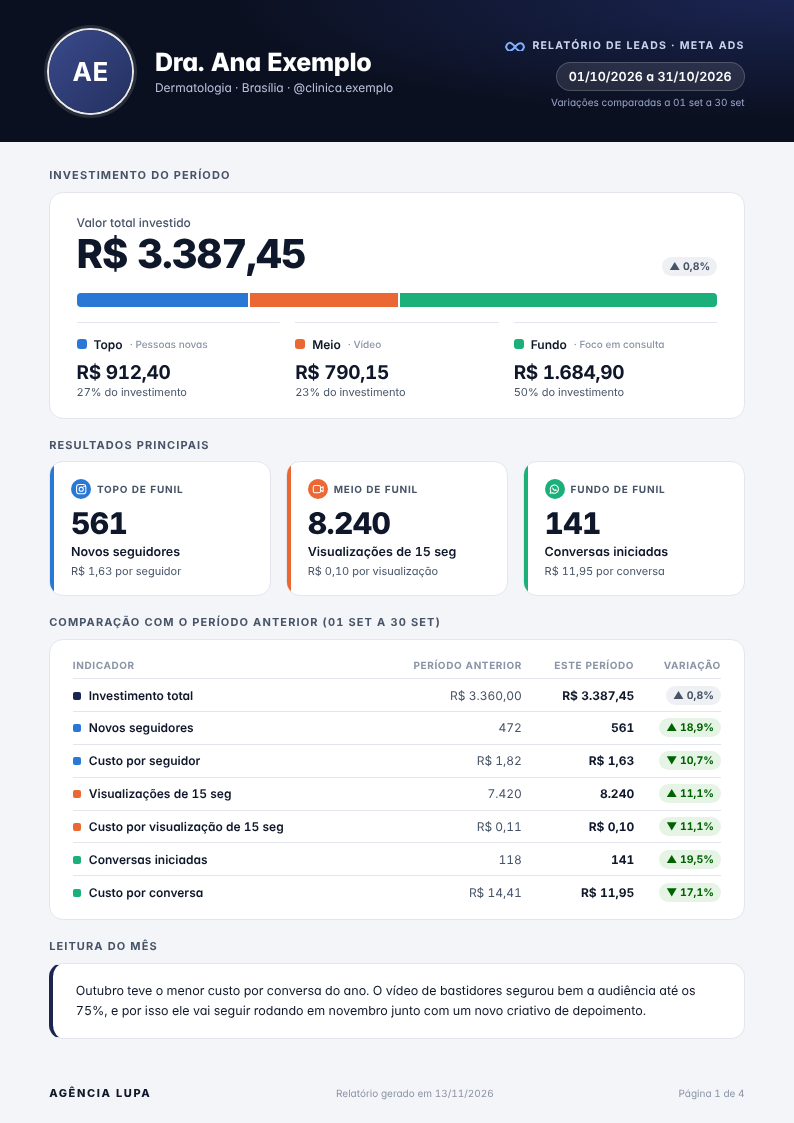 AE
Dra. Ana Exemplo
Dermatologia · Brasília · @clinica.exemplo
RELATÓRIO DE LEADS · META ADS
01/10/2026 a 31/10/2026
Variações comparadas a 01 set a 30 set
INVESTIMENTO DO PERÍODO
Valor total investido
R$ 3.387,45
▲ 0,8%
Topo · Pessoas novas
R$ 912,40
27% do investimento
Meio · Vídeo
R$ 790,15
23% do investimento
Fundo · Foco em consulta
R$ 1.684,90
50% do investimento
RESULTADOS PRINCIPAIS
TOPO DE FUNIL
561
Novos seguidores
R$ 1,63 por seguidor
MEIO DE FUNIL
8.240
Visualizações de 15 seg
R$ 0,10 por visualização
FUNDO DE FUNIL
141
Conversas iniciadas
R$ 11,95 por conversa
COMPARAÇÃO COM O PERÍODO ANTERIOR (01 SET A 30 SET)
INDICADOR PERÍODO ANTERIOR ESTE PERÍODO VARIAÇÃO
Investimento total R$ 3.360,00 R$ 3.387,45 ▲ 0,8%
Novos seguidores 472 561 ▲ 18,9%
Custo por seguidor R$ 1,82 R$ 1,63 ▼ 10,7%
Visualizações de 15 seg 7.420 8.240 ▲ 11,1%
Custo por visualização de 15 seg R$ 0,11 R$ 0,10 ▼ 11,1%
Conversas iniciadas 118 141 ▲ 19,5%
Custo por conversa R$ 14,41 R$ 11,95 ▼ 17,1%
LEITURA DO MÊS
Outubro teve o menor custo por conversa do ano. O vídeo de bastidores segurou bem a audiência até os
75%, e por isso ele vai seguir rodando em novembro junto com um novo criativo de depoimento.
AGÊNCIA LUPA
Relatório gerado em 13/11/2026
Página 1 de 4